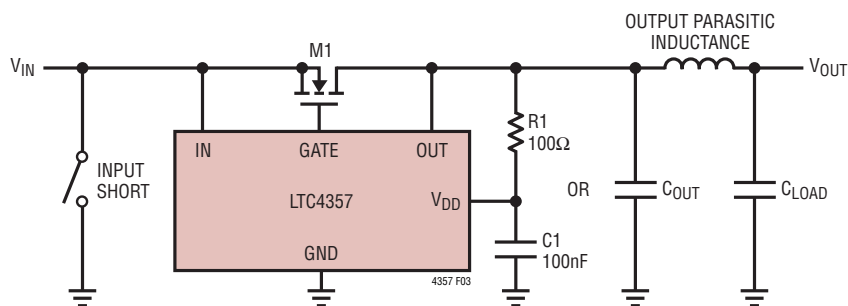 OUTPUT PARASITIC
INDUCTANCE
M1
VIN
VOUT
R1
100Ω
IN
GATE
OUT
INPUT
SHORT
LTC4357
VDD
OR
COUT
CLOAD
C1
100nF
GND
4357 F03